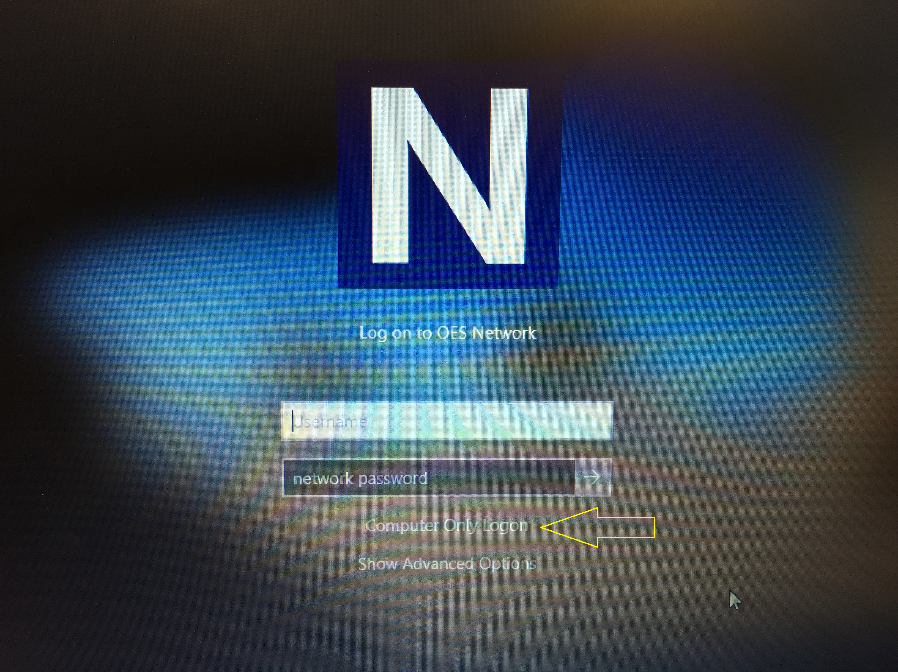 N
Log on to OES Network
Username
network password
Computer Only Logon
Show Advanced Options